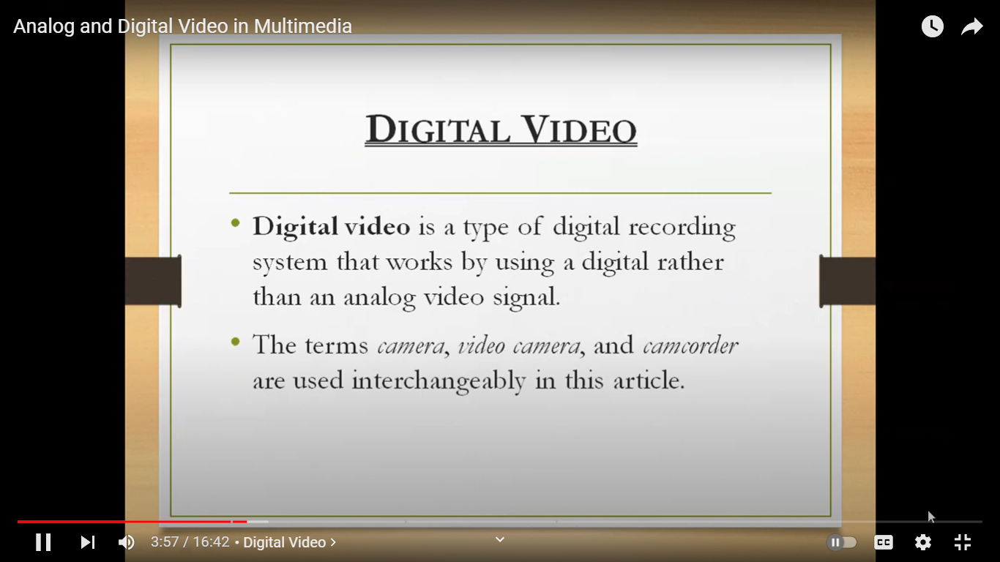 Analog and Digital Video in Multimedia
DIGITAL VIDEO
• Digital video is a type of digital recording
system that works by using a digital rather
than an analog video signal.
• The terms camera, video camera, and camcorder
are used interchangeably in this article.
3:57 / 16:42 • Digital Video
CC